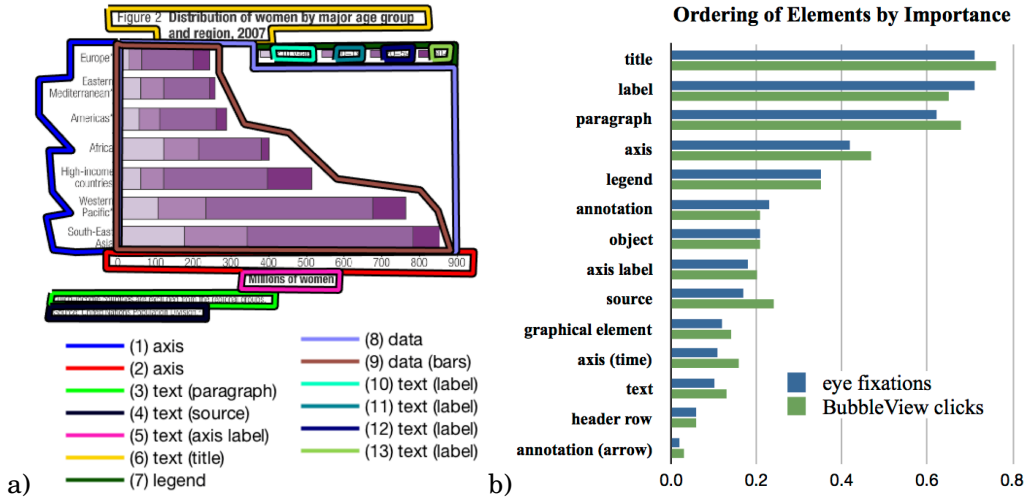 Figure 2 Distribution of women by major age group
and region, 2007
Europe*
Eastern
Mediterranean*
Americas*
Africa
High-income
countries
Western
Pacific*
South-East
Asia
0 100 200 300 400 500 600 700 800 900
Millions of women
(1) axis
(2) axis
(3) text (paragraph)
(4) text (source)
(5) text (axis label)
(6) text (title)
(7) legend
(8) data
(9) data (bars)
(10) text (label)
(11) text (label)
(12) text (label)
(13) text (label)
a)
Ordering of Elements by Importance
title
label
paragraph
axis
legend
annotation
object
axis label
source
graphical element
axis (time)
text
header row
annotation (arrow)
eye fixations
BubbleView clicks
0.0 0.2 0.4 0.6 0.8
b)